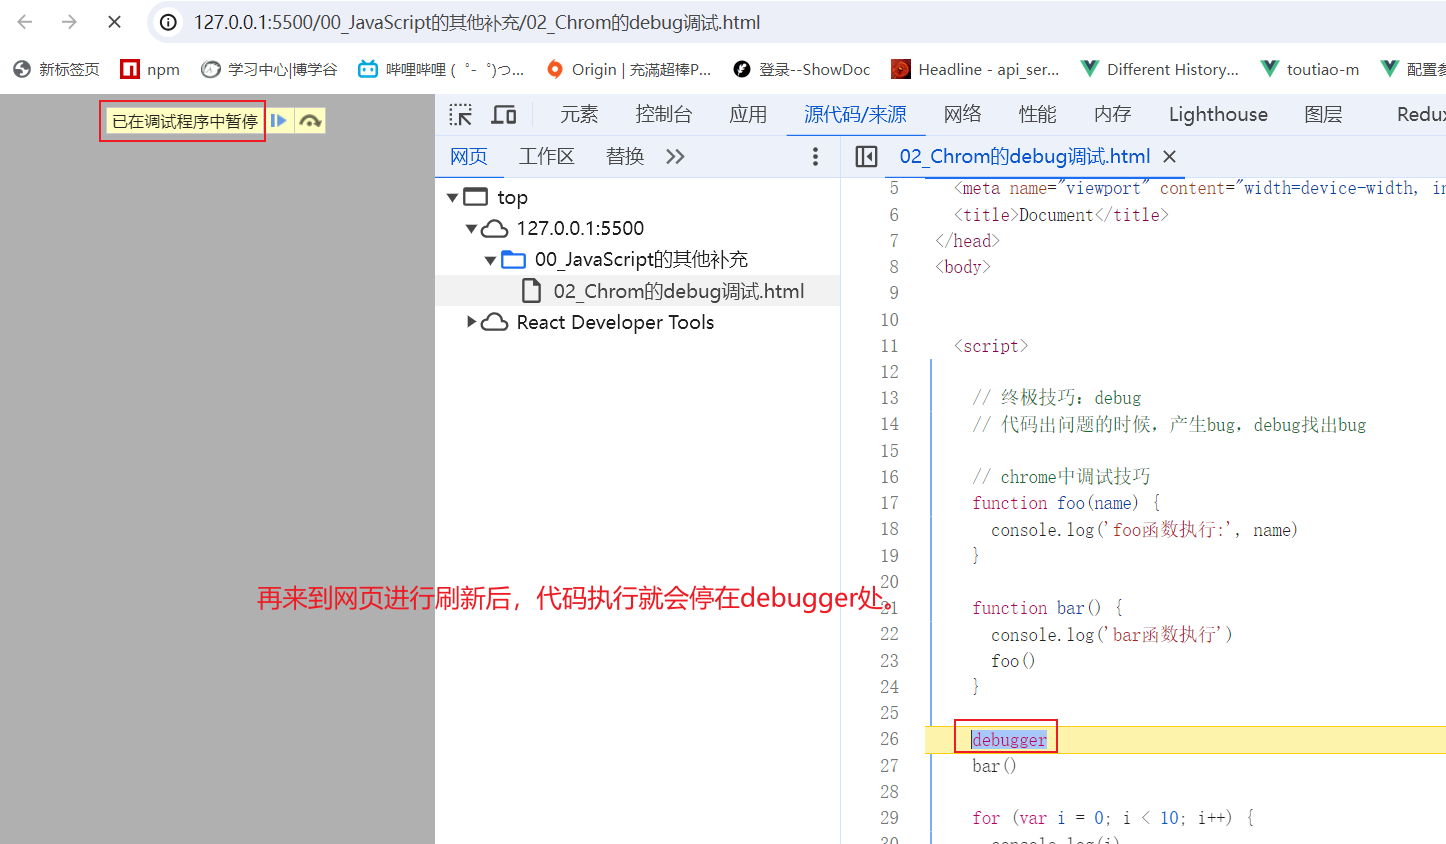 127.0.0.1:5500/00_JavaScript的其他补充/02_Chrom的debug调试.html
新标签页 npm 学习中心|博学谷 哔哩哔哩 ( ゜- ゜)つ... Origin | 充滿超棒P... 登录--ShowDoc Headline - api_ser... Different History... toutiao-m 配置参
已在调试程序中暂停
元素 控制台 应用 源代码/来源 网络 性能 内存 Lighthouse 图层 Redux
网页 工作区 替换
02_Chrom的debug调试.html
top
127.0.0.1:5500
00_JavaScript的其他补充
02_Chrom的debug调试.html
React Developer Tools
5 <meta name="viewport" content="width=device-width, in
6 <title>Document</title>
7 </head>
8 <body>
9
10
11 <script>
12
13 // 终极技巧：debug
14 // 代码出问题的时候，产生bug，debug找出bug
15
16 // chrome中调试技巧
17 function foo(name) {
18 console.log('foo函数执行:', name)
19 }
20
再来到网页进行刷新后，代码执行就会停在debugger处。
21 function bar() {
22 console.log('bar函数执行')
23 foo()
24 }
25
26 debugger
27 bar()
28
29 for (var i = 0; i < 10; i++) {
30 console.log(i)